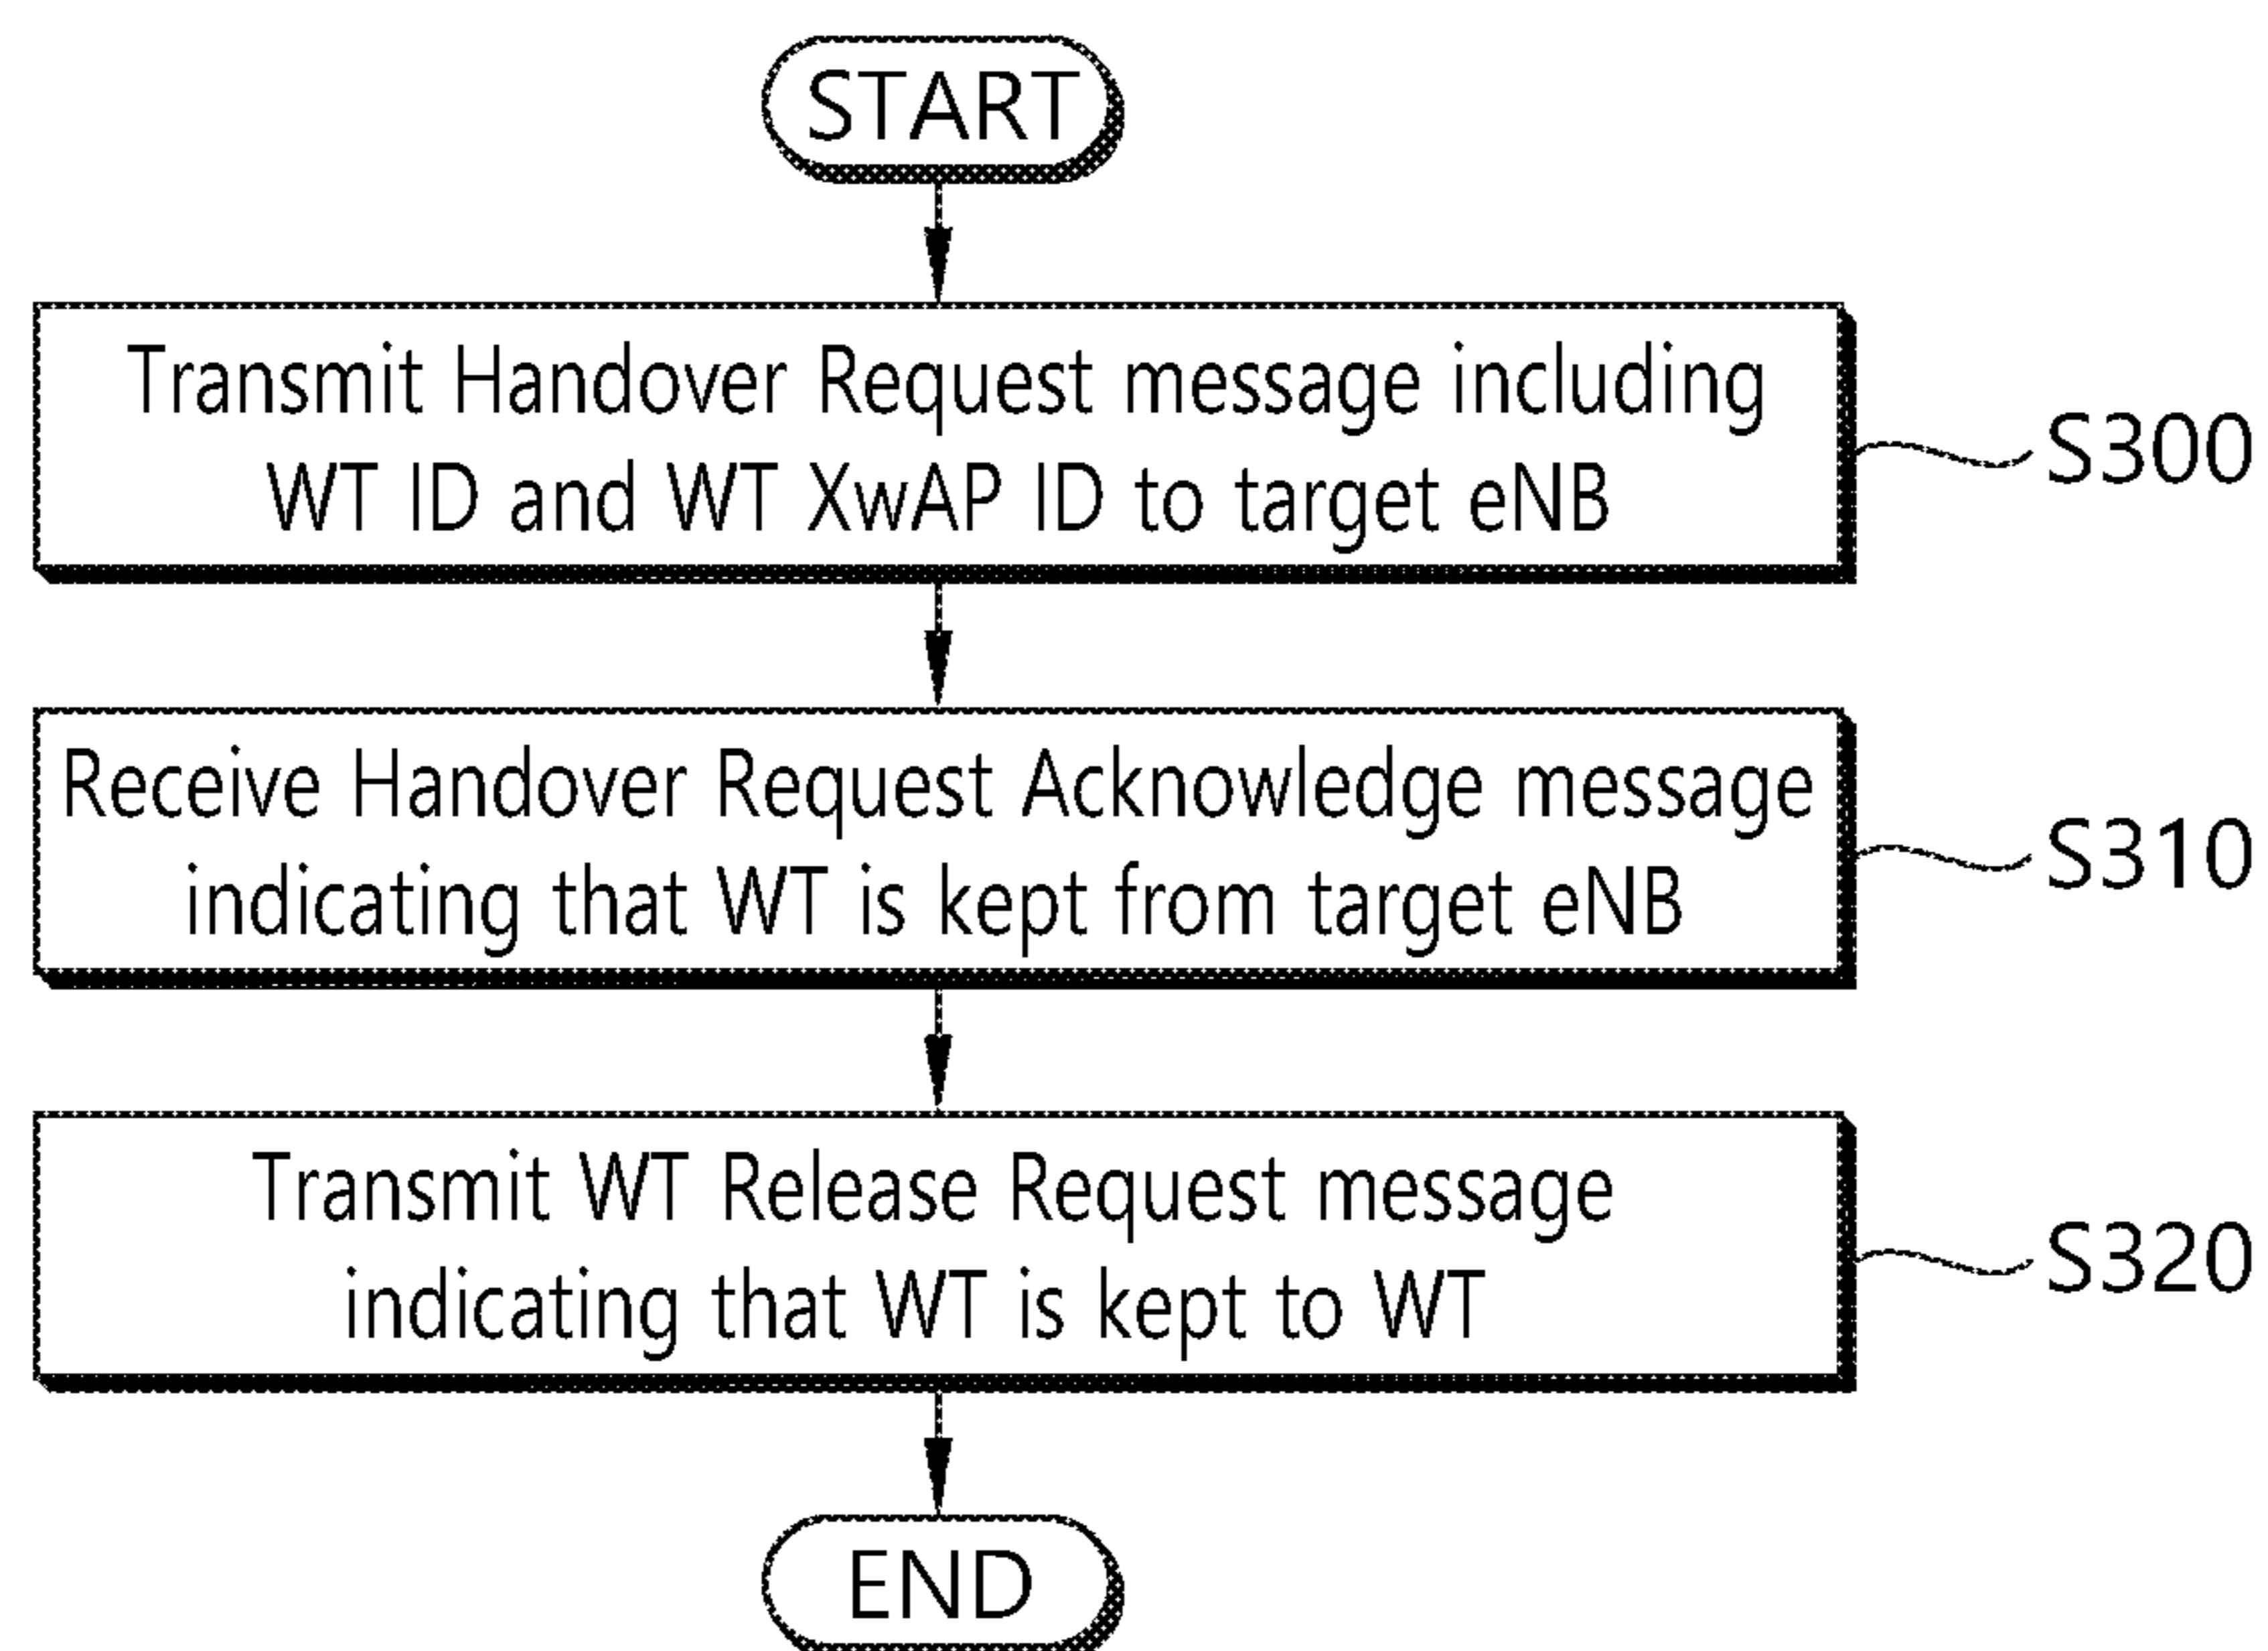 START
Transmit Handover Request message including
WT ID and WT XwAP ID to target eNB
S300
Receive Handover Request Acknowledge message
indicating that WT is kept from target eNB
S310
Transmit WT Release Request message
indicating that WT is kept to WT
S320
END